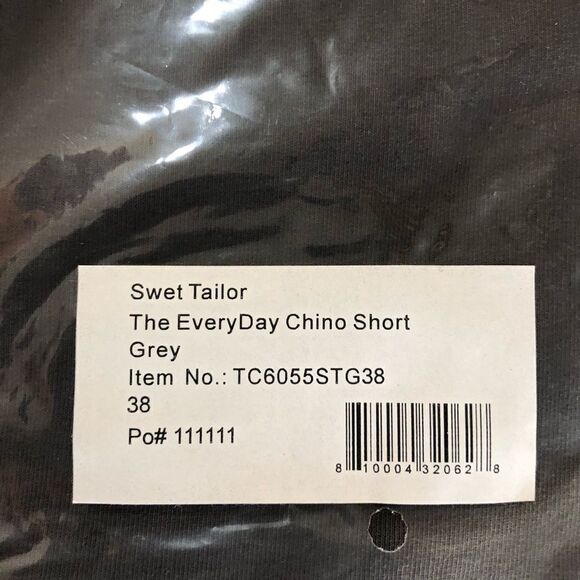 Swet Tailor
The EveryDay Chino Short
Grey
Item No.: TC6055STG38
38
Po# 111111
8 10004 32062 8